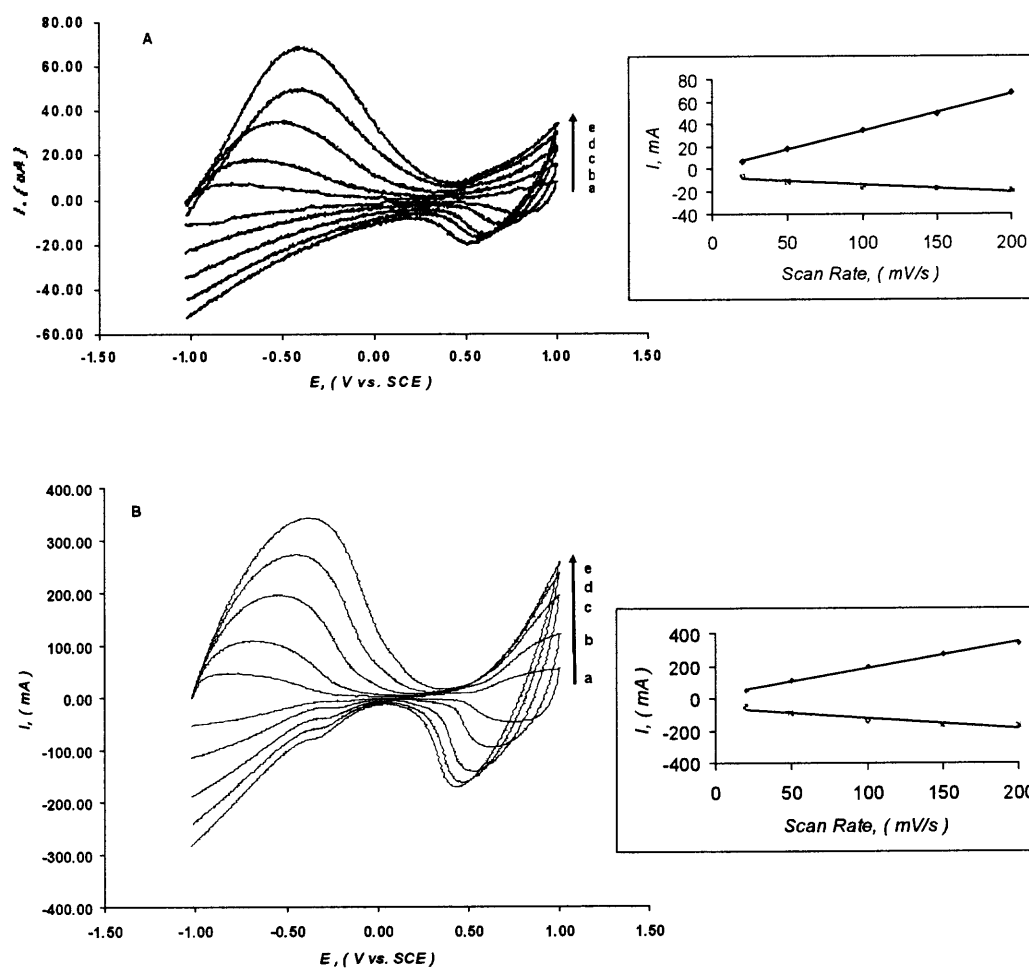 A
80.00
60.00
40.00
20.00
0.00
-20.00
-40.00
-60.00
-1.50 -1.00 -0.50 0.00 0.50 1.00 1.50
E, ( V vs. SCE )
e
d
c
b
a
I, mA
80
60
40
20
0
-20
-40
0 50 100 150 200
Scan Rate, ( mV/s )
B
I, ( mA )
400.00
300.00
200.00
100.00
0.00
-100.00
-200.00
-300.00
-400.00
-1.50 -1.00 -0.50 0.00 0.50 1.00 1.50
E, ( V vs. SCE )
e
d
c
b
a
I, ( mA )
400
200
0
-200
-400
0 50 100 150 200
Scan Rate, ( mV/s )